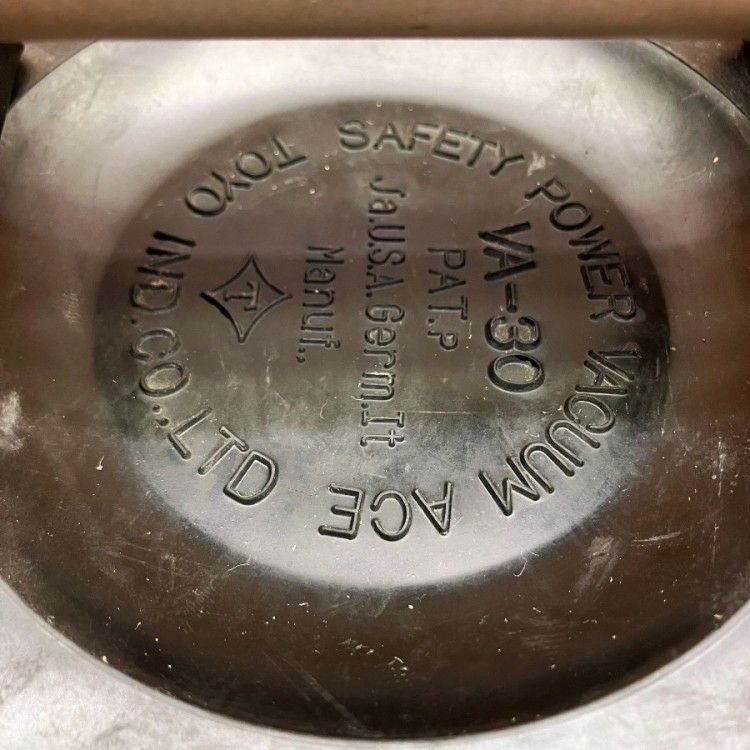 SAFETY POWER VACUUM ACE
VA-30
PAT.P
Ja.U.S.A.Germ.It
Manuf.,
T
TOYO IND.CO.,LTD